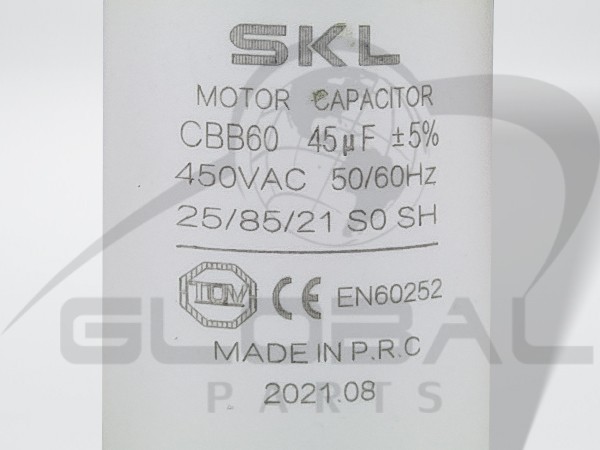 SKL
MOTOR CAPACITOR
CBB60 45µF ±5%
450VAC 50/60Hz
25/85/21 S0 SH
TÜV CE EN60252
MADE IN P.R.C
2021.08
GLOBAL
PARTS